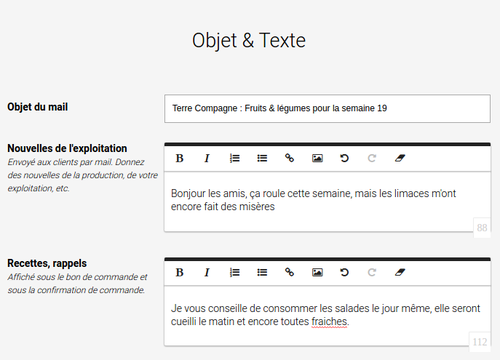 Objet & Texte
Objet du mail
Terre Compagne : Fruits & légumes pour la semaine 19
Nouvelles de l'exploitation
Envoyé aux clients par mail. Donnez
des nouvelles de la production, de votre
exploitation, etc.
B I
Bonjour les amis, ça roule cette semaine, mais les limaces m'ont
encore fait des misères
88
Recettes, rappels
Affiché sous le bon de commande et
sous la confirmation de commande.
B I
Je vous conseille de consommer les salades le jour même, elle seront
cueilli le matin et encore toutes fraiches.
112